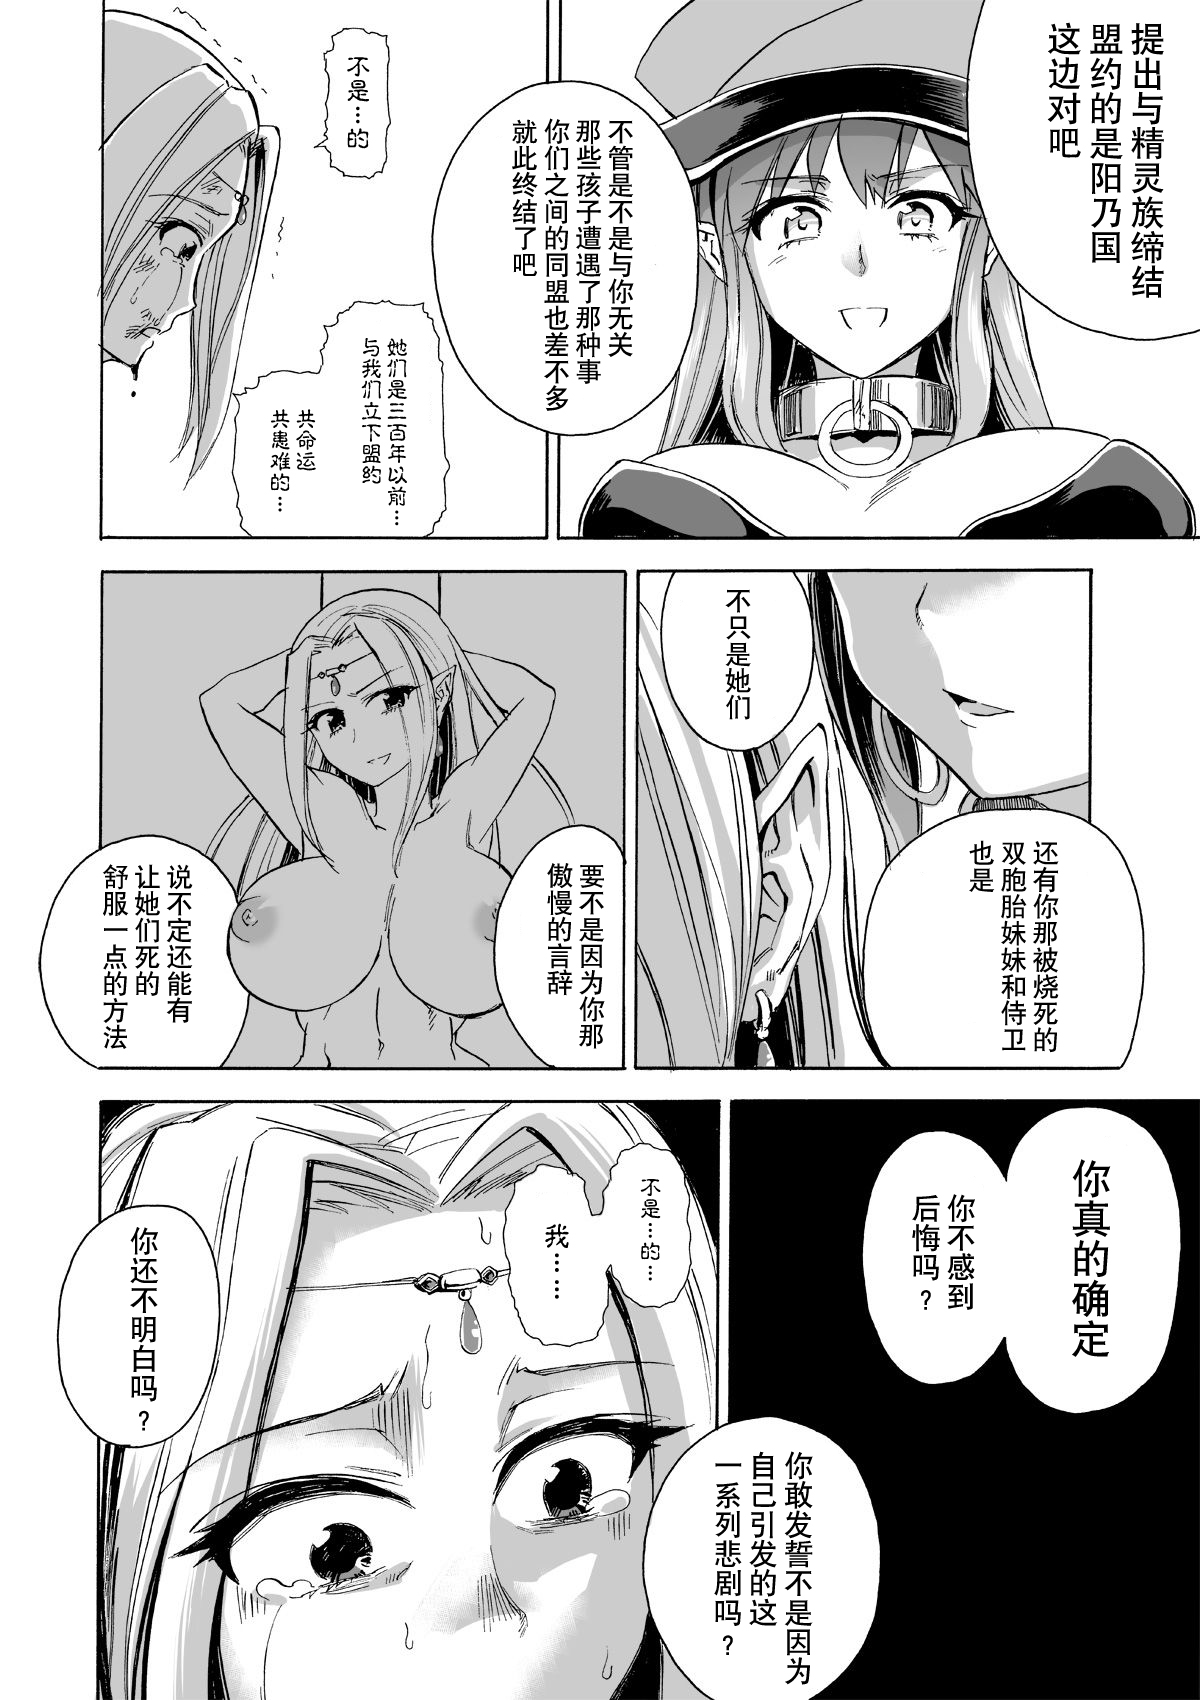 提出与精灵族缔结
盟约的是阳乃国
这边对吧
不管是不是与你无关
那些孩子遭遇了那种事
你们之间的同盟也差不多
就此终结了吧
不是…的
她们是三百年以前…
与我们立下盟约
共命运
共患难的…
不只是她们
还有你那被烧死的
双胞胎妹妹和侍卫
也是
要不是因为你那
傲慢的言辞
说不定还能有
让她们死的
舒服一点的方法
你真的确定
你不感到
后悔吗？
不是…的…
我……
你敢发誓不是因为
自己引发的这
一系列悲剧吗？
你还不明白吗？